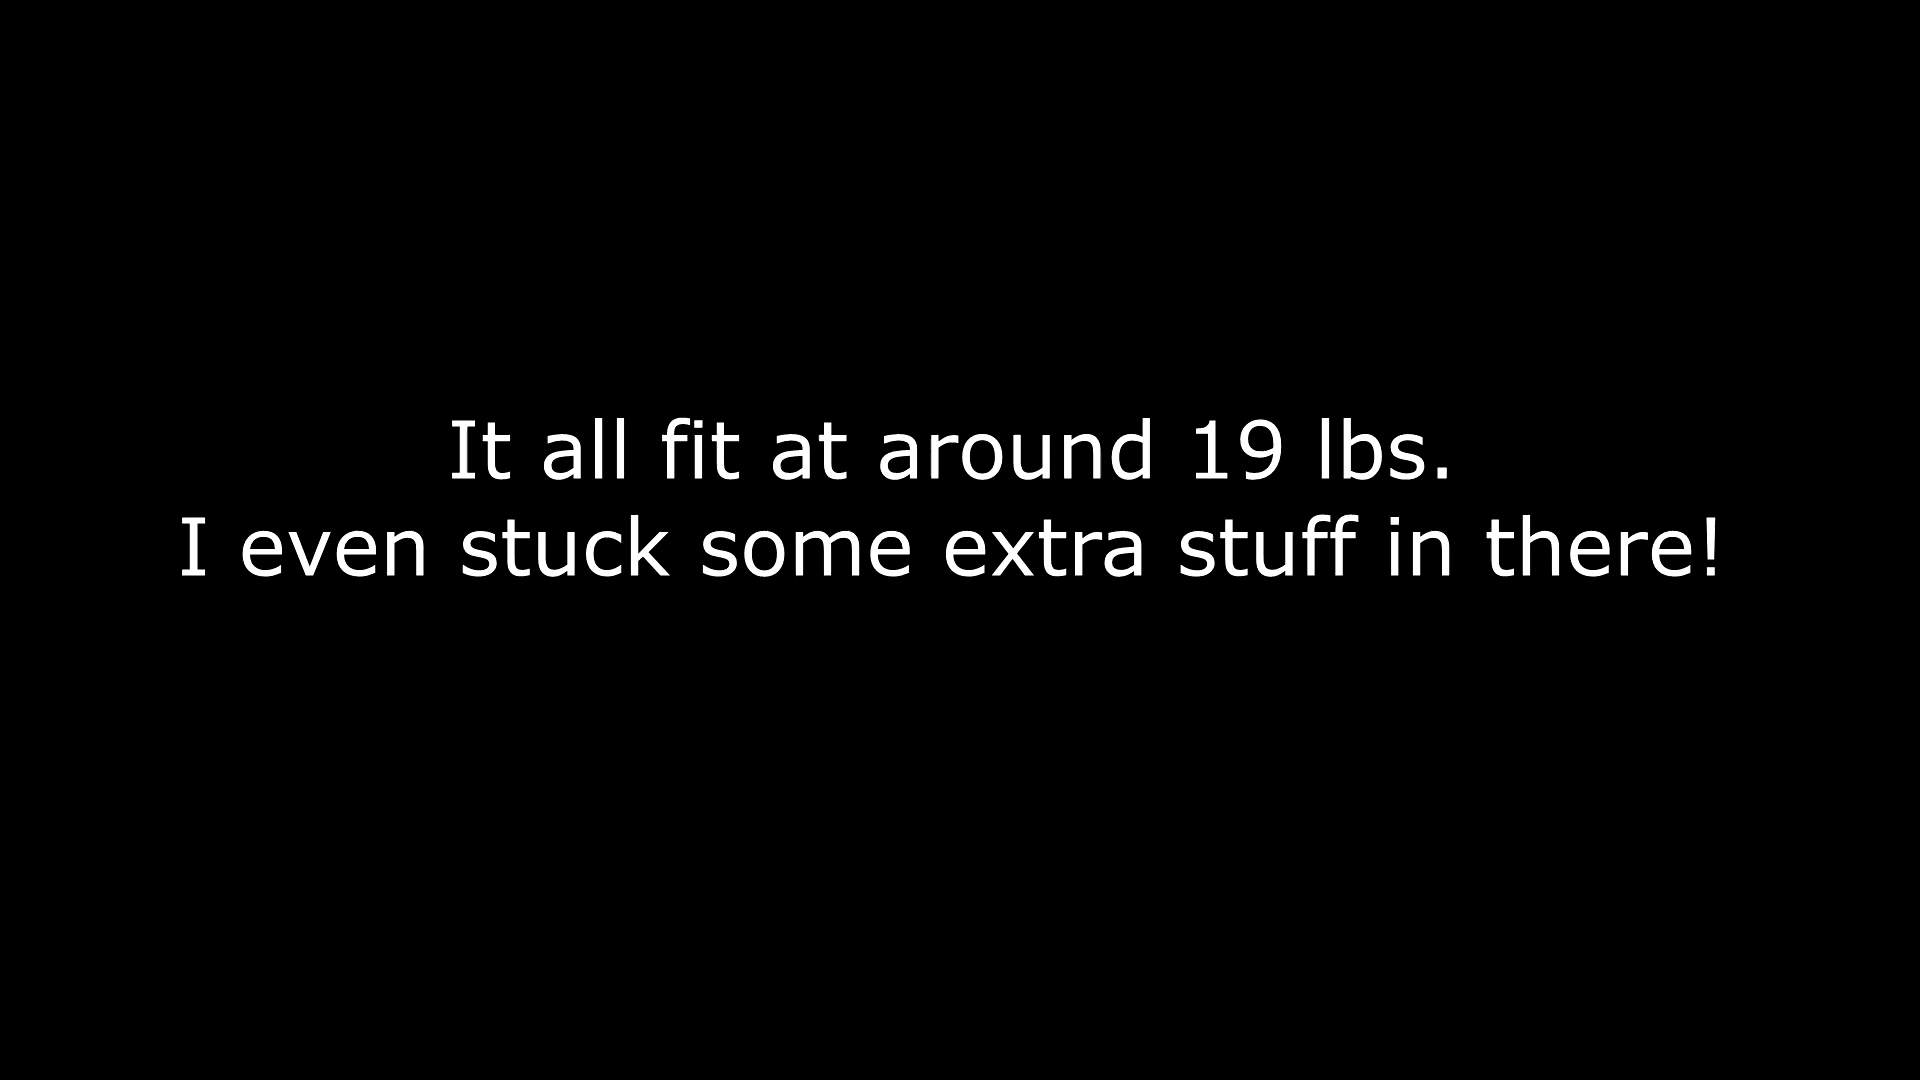 It all fit at around 19 lbs.
I even stuck some extra stuff in there!